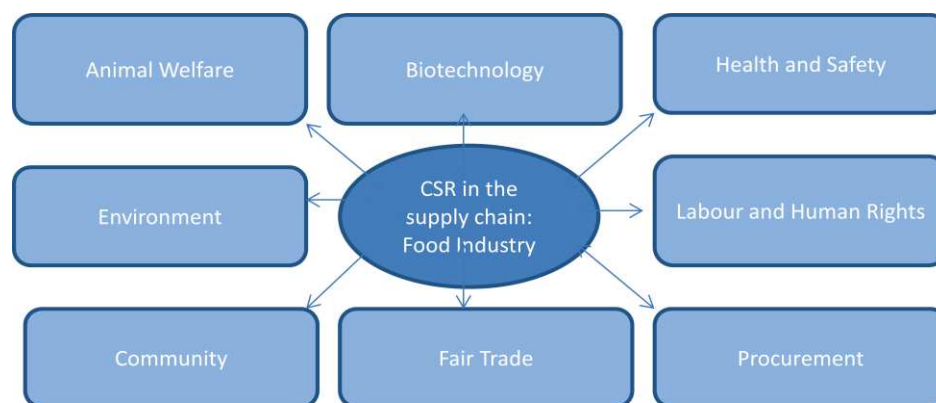 Animal Welfare
Biotechnology
Health and Safety
Environment
CSR in the
supply chain:
Food Industry
Labour and Human Rights
Community
Fair Trade
Procurement